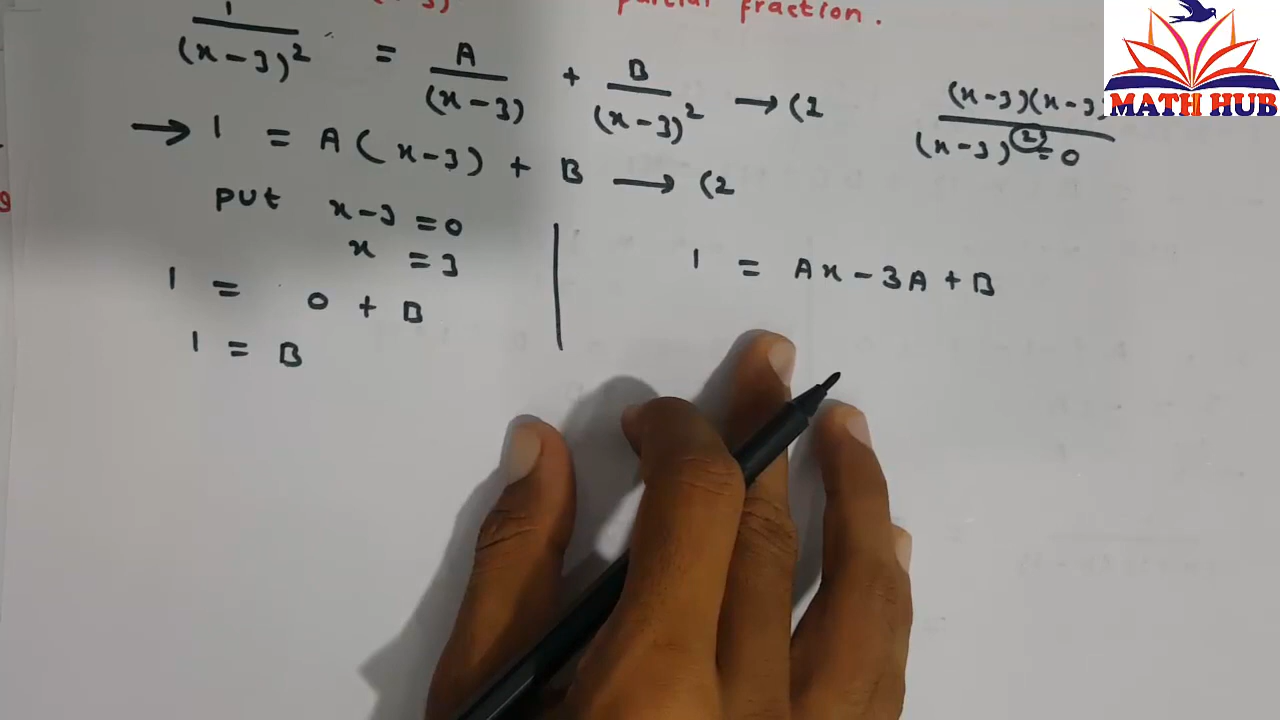 partial fraction.
1/(x-3)² = A/(x-3) + B/(x-3)² → (1
→ 1 = A(x-3) + B → (2
put x-3 = 0
x = 3
1 = 0 + B
1 = B
1 = Ax - 3A + B
(x-3)(x-3)
(x-3)
= 0
MATH HUB